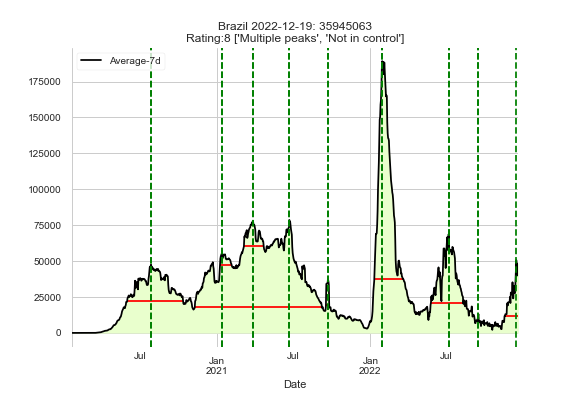 Brazil 2022-12-19: 35945063
Rating:8 ['Multiple peaks', 'Not in control']
Average-7d
175000
150000
125000
100000
75000
50000
25000
0
Jul
Jan
2021
Jul
Jan
2022
Jul
Date